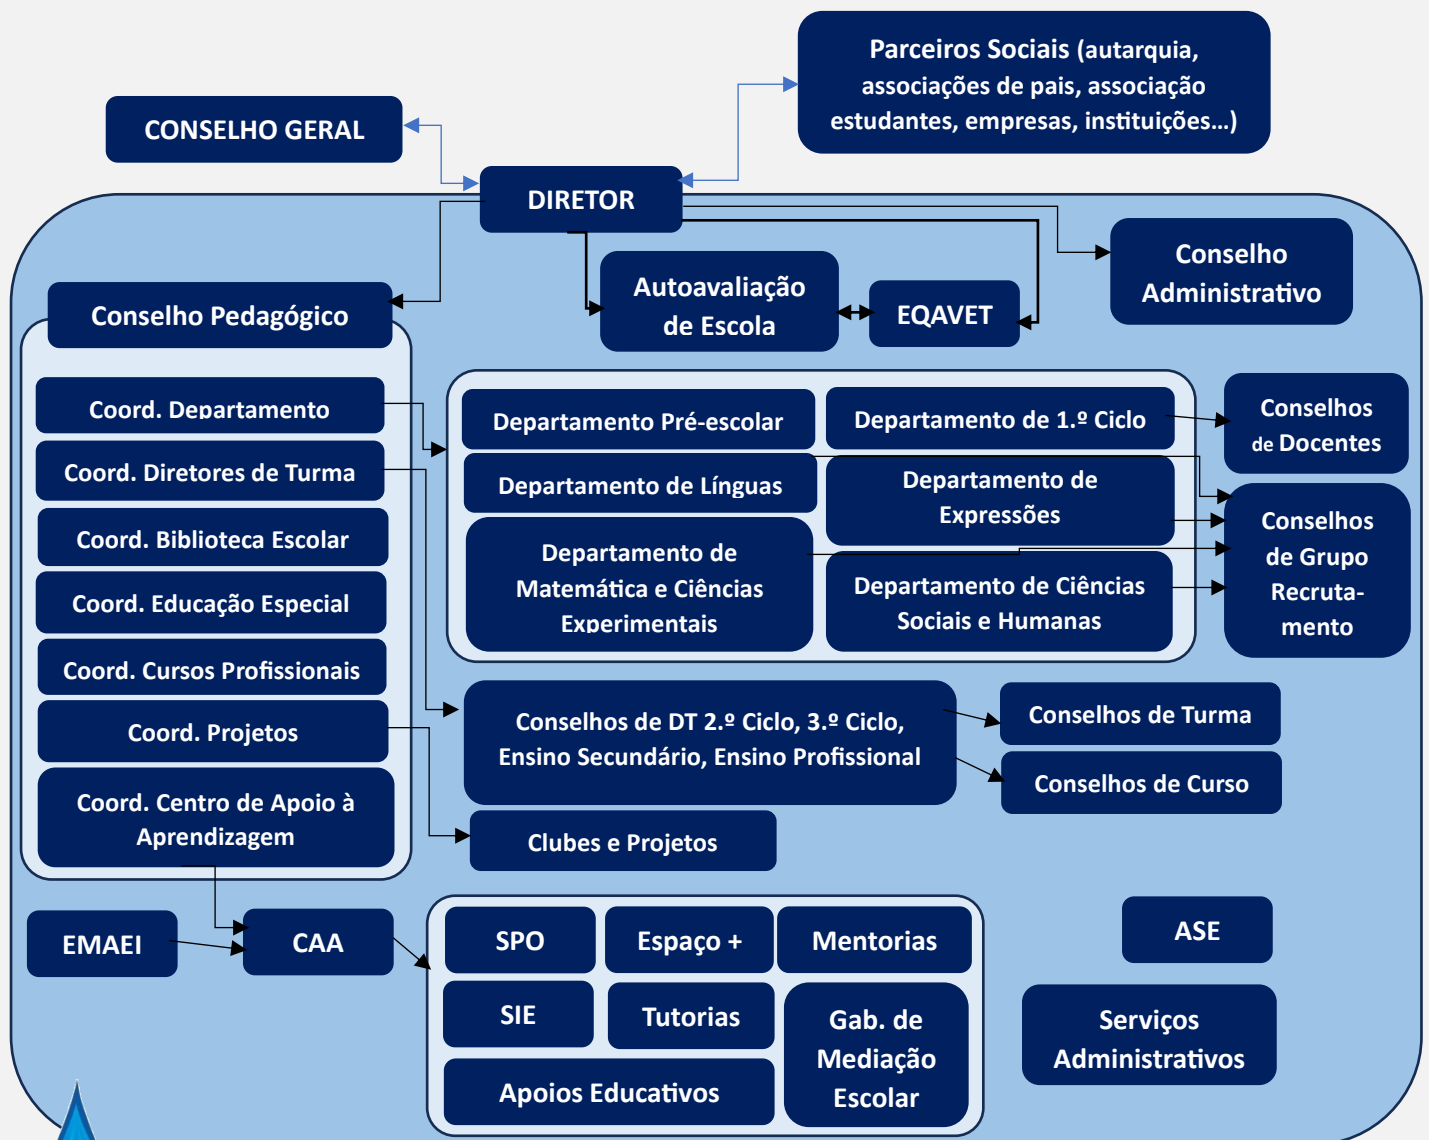 Parceiros Sociais (autarquia,
associações de pais, associação
estudantes, empresas, instituições...)
CONSELHO GERAL
DIRETOR
Conselho
Administrativo
Autoavaliação
de Escola
EQAVET
Conselho Pedagógico
Coord. Departamento
Coord. Diretores de Turma
Coord. Biblioteca Escolar
Coord. Educação Especial
Coord. Cursos Profissionais
Coord. Projetos
Coord. Centro de Apoio à
Aprendizagem
Departamento Pré-escolar
Departamento de 1.º Ciclo
Departamento de Línguas
Departamento de
Expressões
Departamento de
Matemática e Ciências
Experimentais
Departamento de Ciências
Sociais e Humanas
Conselhos
de Docentes
Conselhos
de Grupo
Recruta-
mento
Conselhos de DT 2.º Ciclo, 3.º Ciclo,
Ensino Secundário, Ensino Profissional
Conselhos de Turma
Conselhos de Curso
Clubes e Projetos
EMAEI
CAA
SPO
Espaço +
Mentorias
SIE
Tutorias
Gab. de
Mediação
Escolar
Apoios Educativos
ASE
Serviços
Administrativos